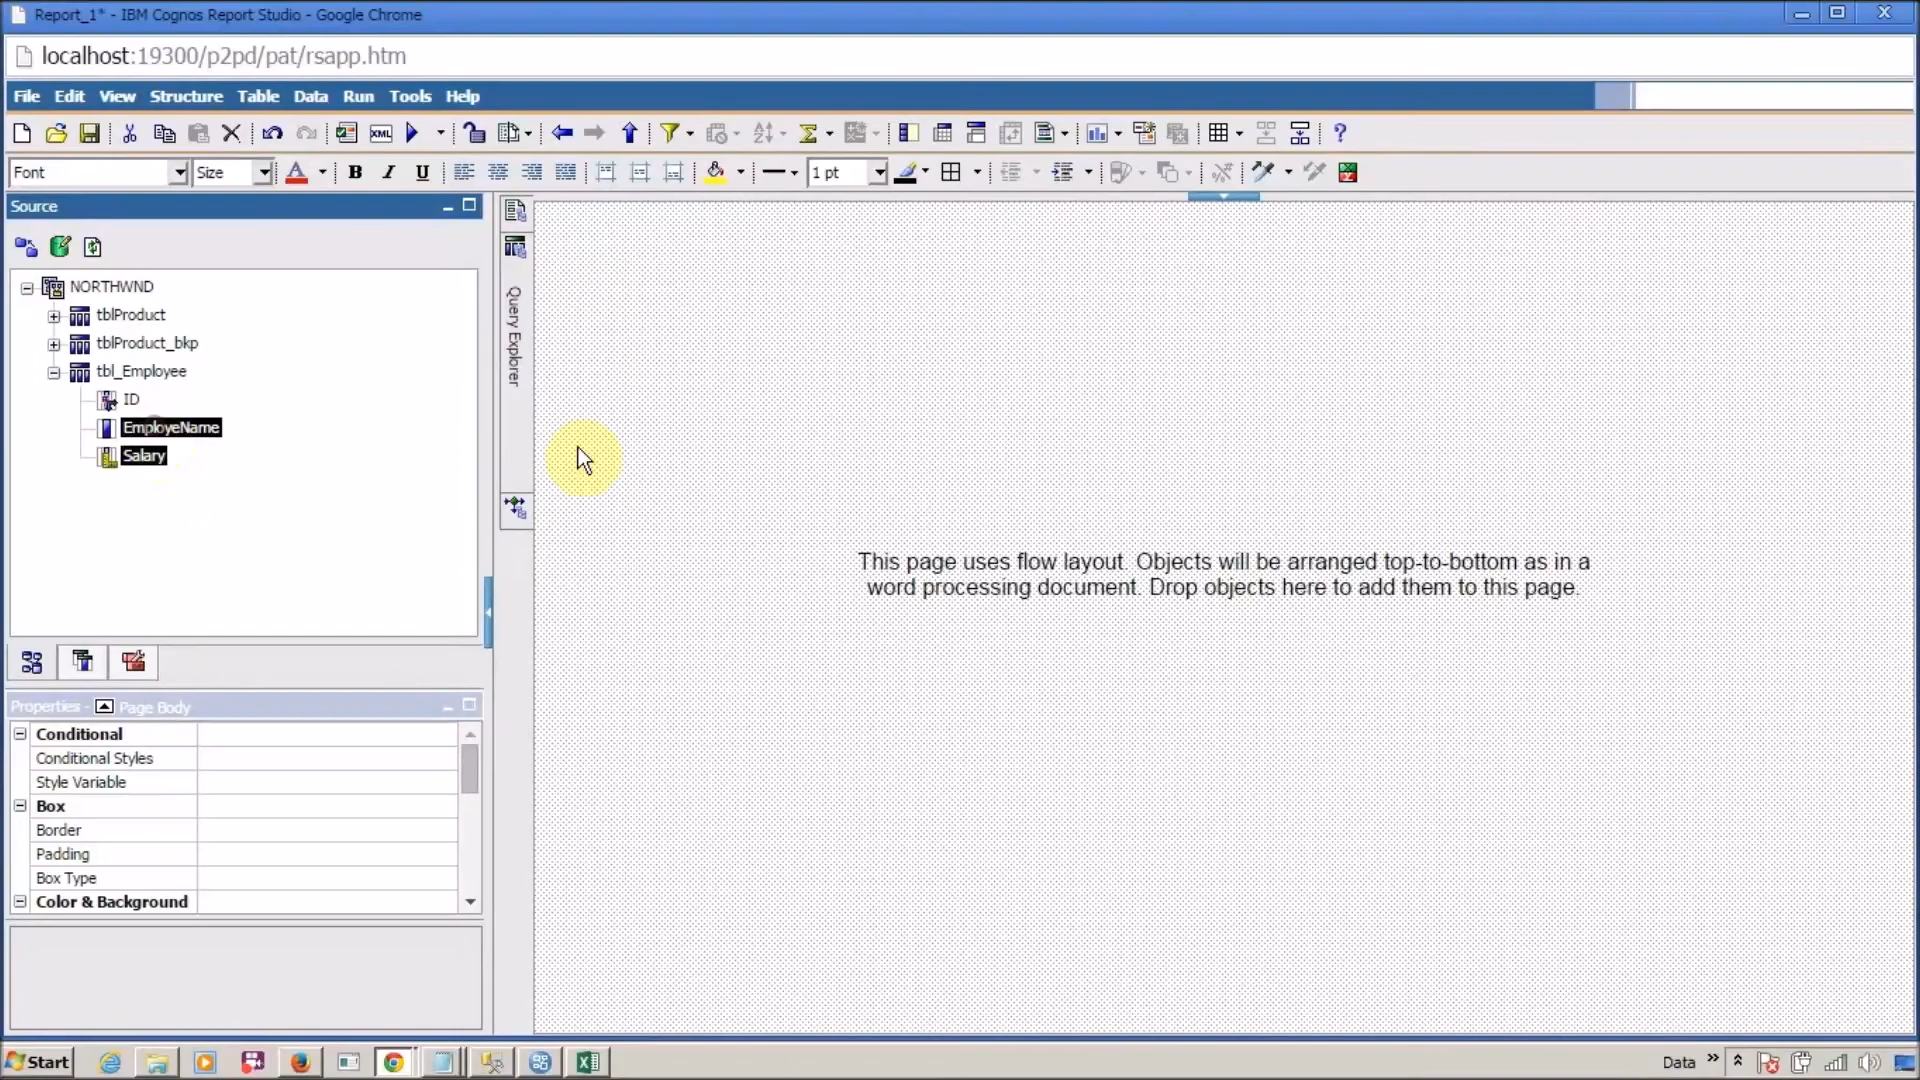 Report_1* - IBM Cognos Report Studio - Google Chrome
localhost:19300/p2pd/pat/rsapp.htm
File Edit View Structure Table Data Run Tools Help
XML
Font Size A B I U 1 pt
Source
NORTHWND
tblProduct
tblProduct_bkp
tbl_Employee
ID
EmployeName
Salary
Query Explorer
This page uses flow layout. Objects will be arranged top-to-bottom as in a
word processing document. Drop objects here to add them to this page.
Properties - Page Body
Conditional
Conditional Styles
Style Variable
Box
Border
Padding
Box Type
Color & Background
Start
Data